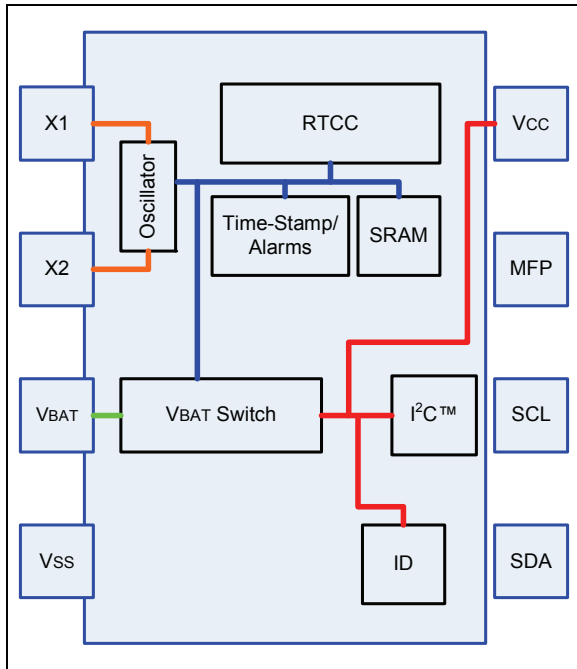 X1
RTCC
VCC
Oscillator
X2
Time-Stamp/
Alarms
SRAM
MFP
VBAT
VBAT Switch
I²C™
SCL
VSS
ID
SDA